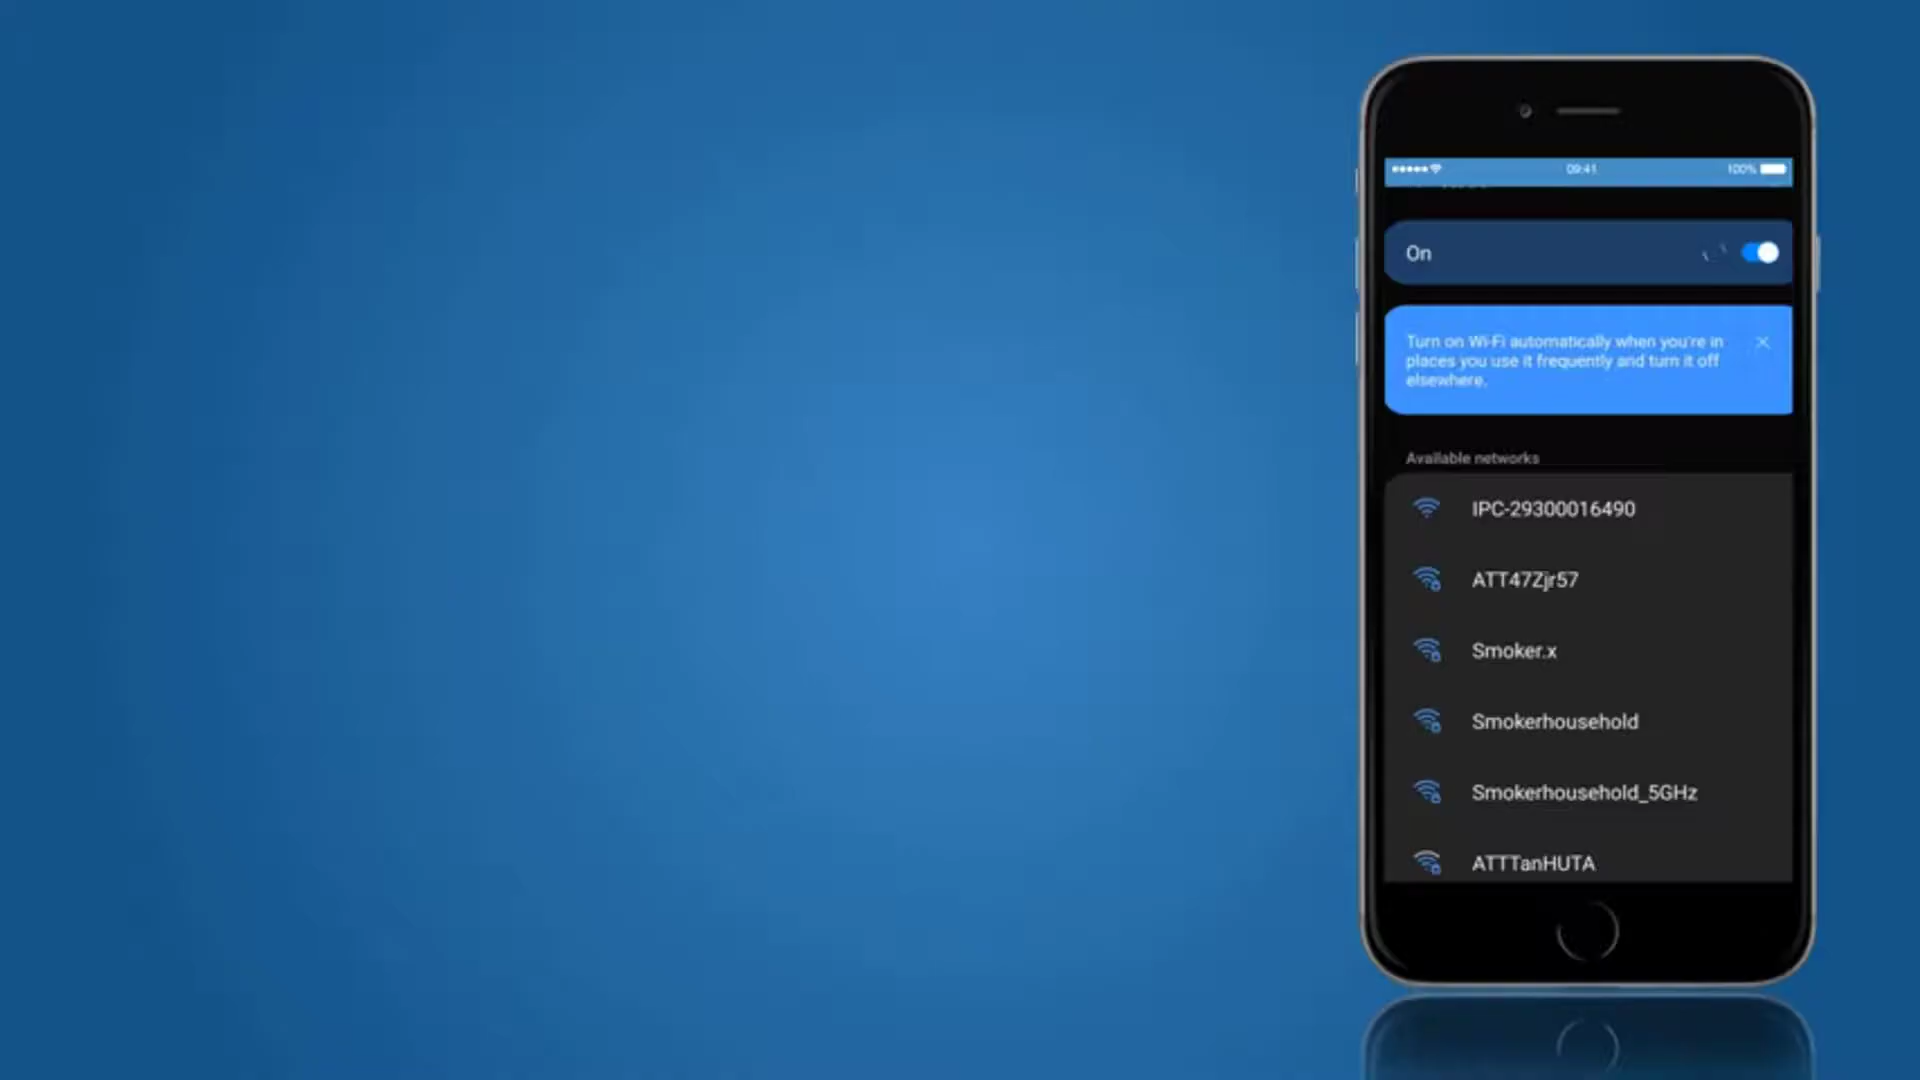 09:41
100%
On
Turn on Wi-Fi automatically when you're in
places you use it frequently and turn it off
elsewhere.
Available networks
IPC-29300016490
ATT47Zjr57
Smoker.x
Smokerhousehold
Smokerhousehold_5GHz
ATTTanHUTA